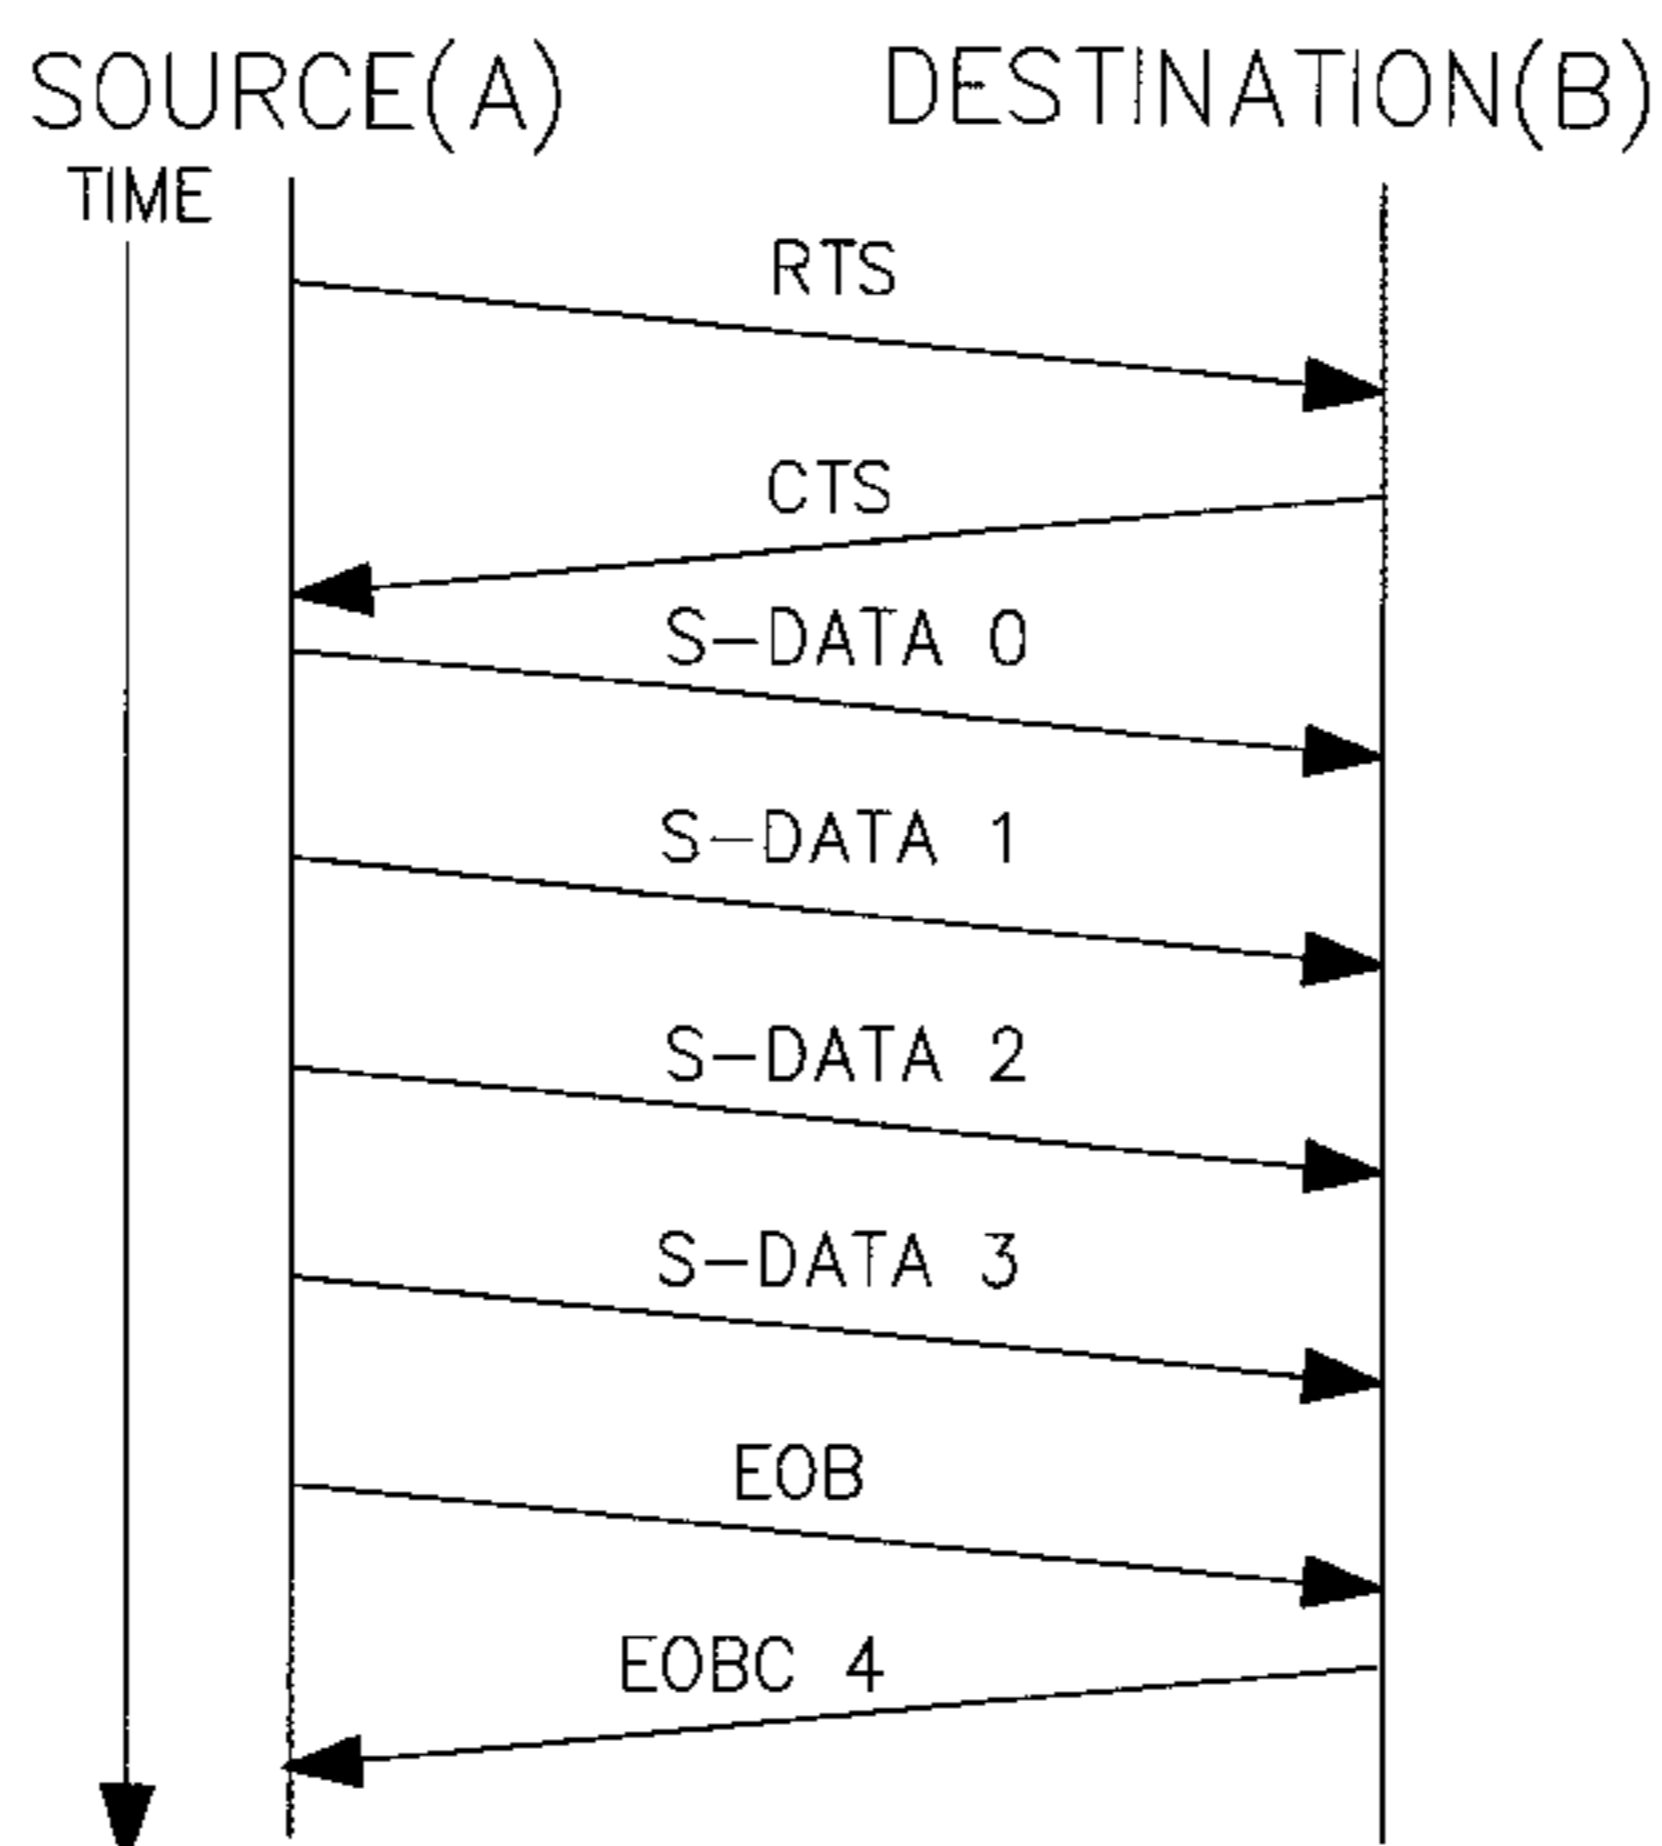 SOURCE(A) DESTINATION(B)
TIME
RTS
CTS
S-DATA 0
S-DATA 1
S-DATA 2
S-DATA 3
EOB
EOBC 4